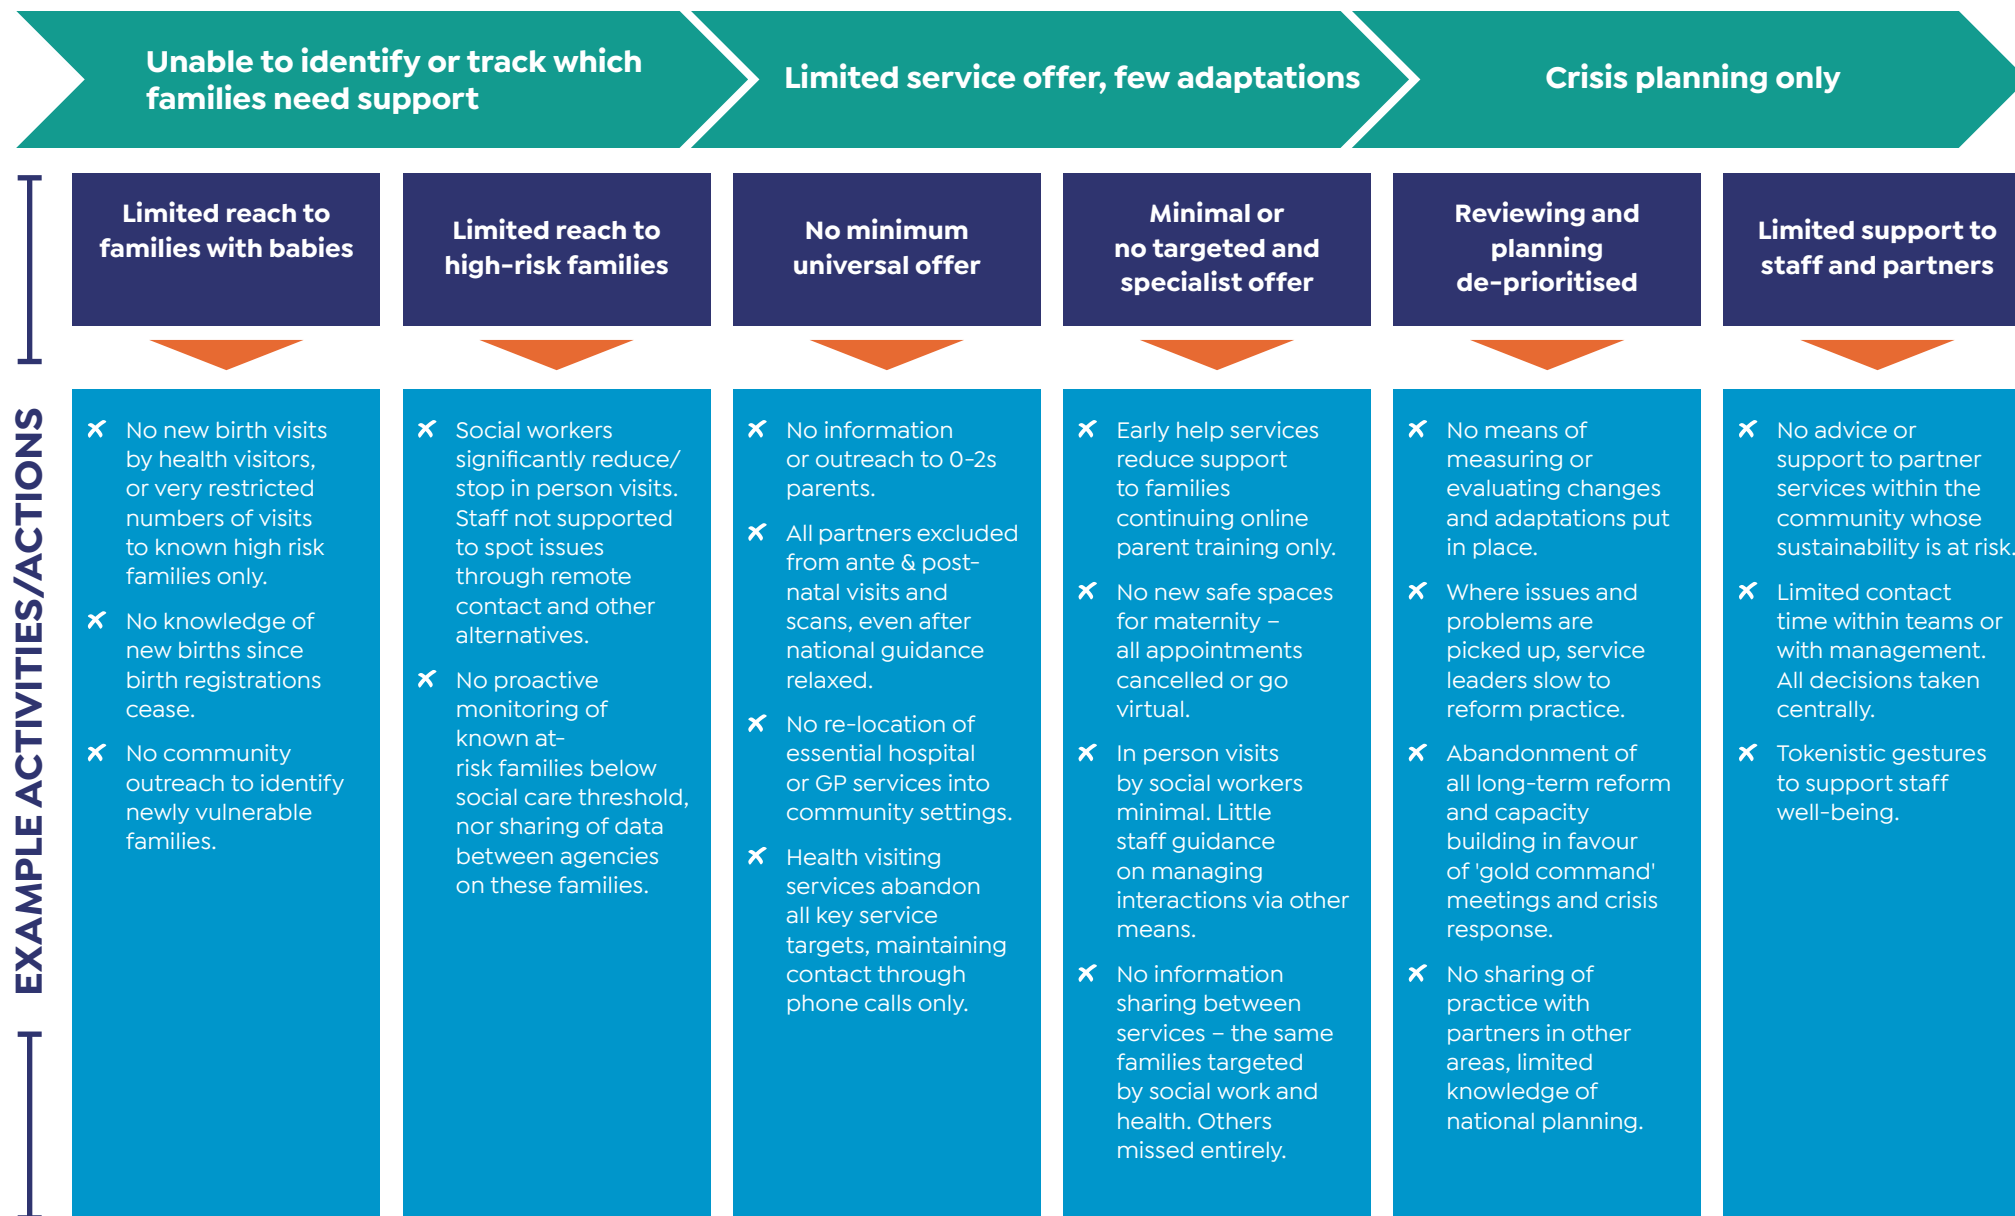 Unable to identify or track which
families need support
Limited service offer, few adaptations
Crisis planning only
EXAMPLE ACTIVITIES/ACTIONS
Limited reach to
families with babies
No new birth visits
by health visitors,
or very restricted
numbers of visits
to known high risk
families only.
No knowledge of
new births since
birth registrations
cease.
No community
outreach to identify
newly vulnerable
families.
Limited reach to
high-risk families
Social workers
significantly reduce/
stop in person visits.
Staff not supported
to spot issues
through remote
contact and other
alternatives.
No proactive
monitoring of
known at-
risk families below
social care threshold,
nor sharing of data
between agencies
on these families.
No minimum
universal offer
No information
or outreach to 0-2s
parents.
All partners excluded
from ante & post-
natal visits and
scans, even after
national guidance
relaxed.
No re-location of
essential hospital
or GP services into
community settings.
Health visiting
services abandon
all key service
targets, maintaining
contact through
phone calls only.
Minimal or
no targeted and
specialist offer
Early help services
reduce support
to families
continuing online
parent training only.
No new safe spaces
for maternity –
all appointments
cancelled or go
virtual.
In person visits
by social workers
minimal. Little
staff guidance
on managing
interactions via other
means.
No information
sharing between
services – the same
families targeted
by social work and
health. Others
missed entirely.
Reviewing and
planning
de-prioritised
No means of
measuring or
evaluating changes
and adaptations put
in place.
Where issues and
problems are
picked up, service
leaders slow to
reform practice.
Abandonment of
all long-term reform
and capacity
building in favour
of 'gold command'
meetings and crisis
response.
No sharing of
practice with
partners in other
areas, limited
knowledge of
national planning.
Limited support to
staff and partners
No advice or
support to partner
services within the
community whose
sustainability is at risk.
Limited contact
time within teams or
with management.
All decisions taken
centrally.
Tokenistic gestures
to support staff
well-being.